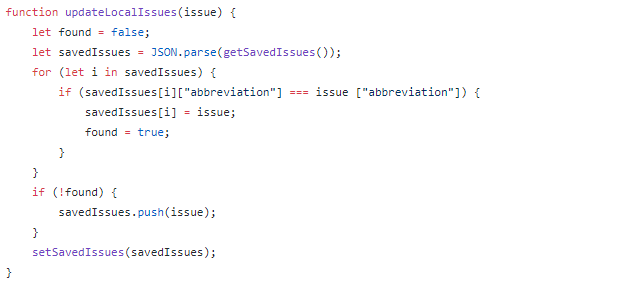 function updateLocalIssues(issue) {
    let found = false;
    let savedIssues = JSON.parse(getSavedIssues());
    for (let i in savedIssues) {
        if (savedIssues[i]["abbreviation"] === issue ["abbreviation"]) {
            savedIssues[i] = issue;
            found = true;
        }
    }
    if (!found) {
        savedIssues.push(issue);
    }
    setSavedIssues(savedIssues);
}